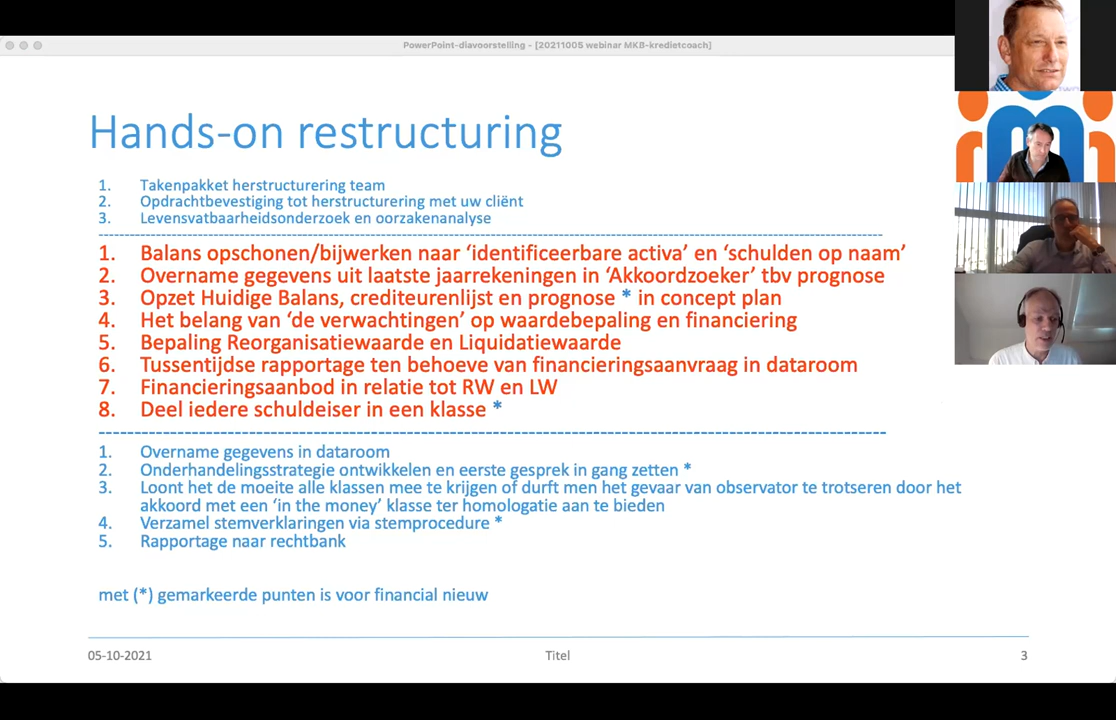 PowerPoint-diavoorstelling - [20211005 webinar MKB-kredietcoach]
Hands-on restructuring
1. Takenpakket herstructurering team
2. Opdrachtbevestiging tot herstructurering met uw cliënt
3. Levensvatbaarheidsonderzoek en oorzakenanalyse
1. Balans opschonen/bijwerken naar ‘identificeerbare activa’ en ‘schulden op naam’
2. Overname gegevens uit laatste jaarrekeningen in ‘Akkoordzoeker’ tbv prognose
3. Opzet Huidige Balans, crediteurenlijst en prognose * in concept plan
4. Het belang van ‘de verwachtingen’ op waardebepaling en financiering
5. Bepaling Reorganisatiewaarde en Liquidatiewaarde
6. Tussentijdse rapportage ten behoeve van financieringsaanvraag in dataroom
7. Financieringsaanbod in relatie tot RW en LW
8. Deel iedere schuldeiser in een klasse *
1. Overname gegevens in dataroom
2. Onderhandelingsstrategie ontwikkelen en eerste gesprek in gang zetten *
3. Loont het de moeite alle klassen mee te krijgen of durft men het gevaar van observator te trotseren door het
akkoord met een ‘in the money’ klasse ter homologatie aan te bieden
4. Verzamel stemverklaringen via stemprocedure *
5. Rapportage naar rechtbank
met (*) gemarkeerde punten is voor financial nieuw
05-10-2021 Titel 3